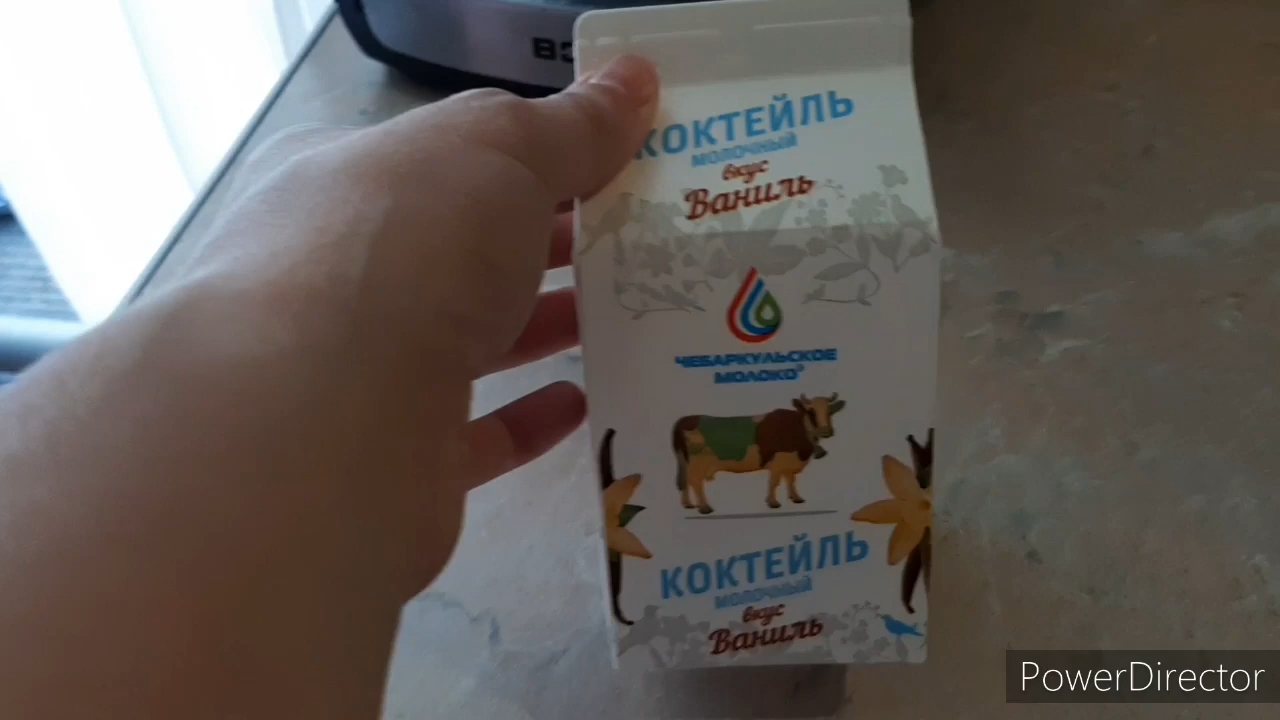 КОКТЕЙЛЬ
МОЛОЧНЫЙ
вкус
Ваниль
ЧЕБАРКУЛЬСКОЕ
МОЛОКО®
КОКТЕЙЛЬ
МОЛОЧНЫЙ
вкус
Ваниль
PowerDirector